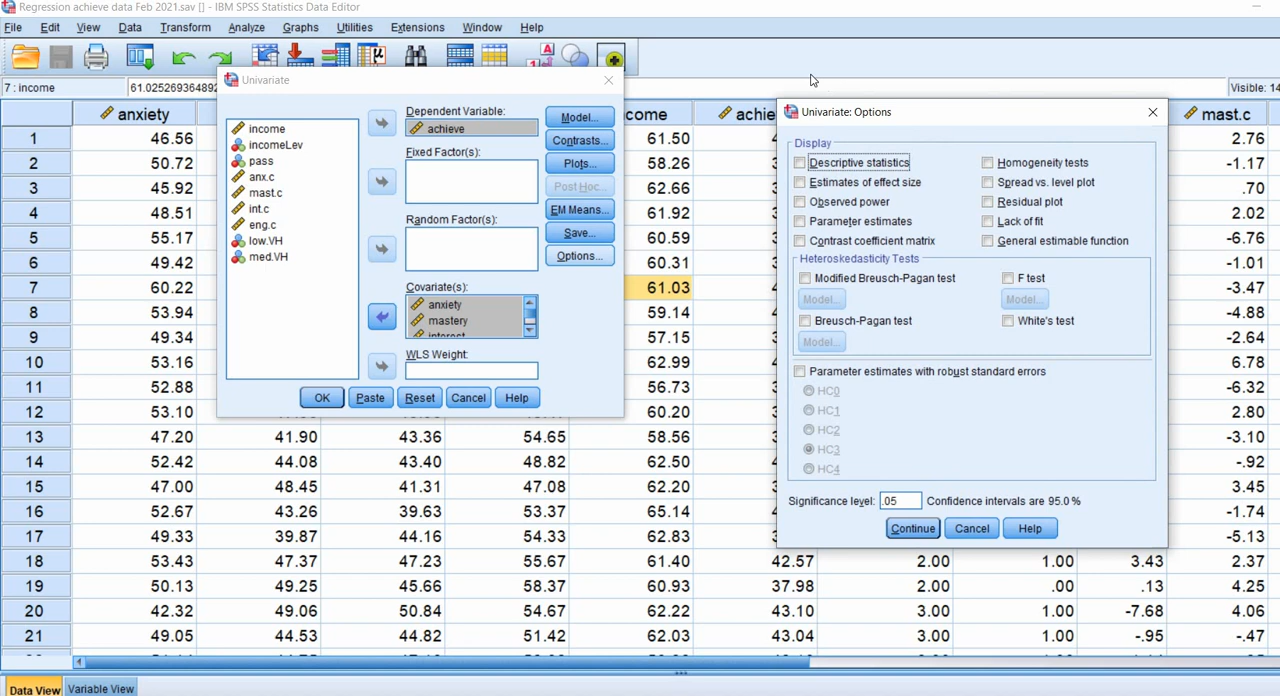 Regression achieve data Feb 2021.sav [] - IBM SPSS Statistics Data Editor
File Edit View Data Transform Analyze Graphs Utilities Extensions Window Help
7 : income 61.025269364892 Visible: 14
anxiety come achie mast.c
1 46.56 61.50 2.76
2 50.72 58.26 -1.17
3 45.92 62.66 .70
4 48.51 61.92 2.02
5 55.17 60.59 -6.76
6 49.42 60.31 -1.01
7 60.22 61.03 -3.47
8 53.94 59.14 -4.88
9 49.34 57.15 -2.64
10 53.16 62.99 6.78
11 52.88 56.73 -6.32
12 53.10 60.20 2.80
13 47.20 41.90 43.36 54.65 58.56 -3.10
14 52.42 44.08 43.40 48.82 62.50 -.92
15 47.00 48.45 41.31 47.08 62.20 3.45
16 52.67 43.26 39.63 53.37 65.14 -1.74
17 49.33 39.87 44.16 54.33 62.83 -5.13
18 53.43 47.37 47.23 55.67 61.40 42.57 2.00 1.00 3.43 2.37
19 50.13 49.25 45.66 58.37 60.93 37.98 2.00 .00 .13 4.25
20 42.32 49.06 50.84 54.67 62.22 43.10 3.00 1.00 -7.68 4.06
21 49.05 44.53 44.82 51.42 62.03 43.04 3.00 1.00 -.95 -.47
Data View Variable View
Univariate
income
incomeLev
pass
anx.c
mast.c
int.c
eng.c
low.VH
med.VH
Dependent Variable:
achieve
Fixed Factor(s):
Random Factor(s):
Covariate(s):
anxiety
mastery
interest
WLS Weight:
Model...
Contrasts...
Plots...
Post Hoc...
EM Means...
Save...
Options...
OK Paste Reset Cancel Help
Univariate: Options
Display
Descriptive statistics Homogeneity tests
Estimates of effect size Spread vs. level plot
Observed power Residual plot
Parameter estimates Lack of fit
Contrast coefficient matrix General estimable function
Heteroskedasticity Tests
Modified Breusch-Pagan test F test
Model... Model...
Breusch-Pagan test White's test
Model...
Parameter estimates with robust standard errors
HC0
HC1
HC2
HC3
HC4
Significance level: .05 Confidence intervals are 95.0 %
Continue Cancel Help